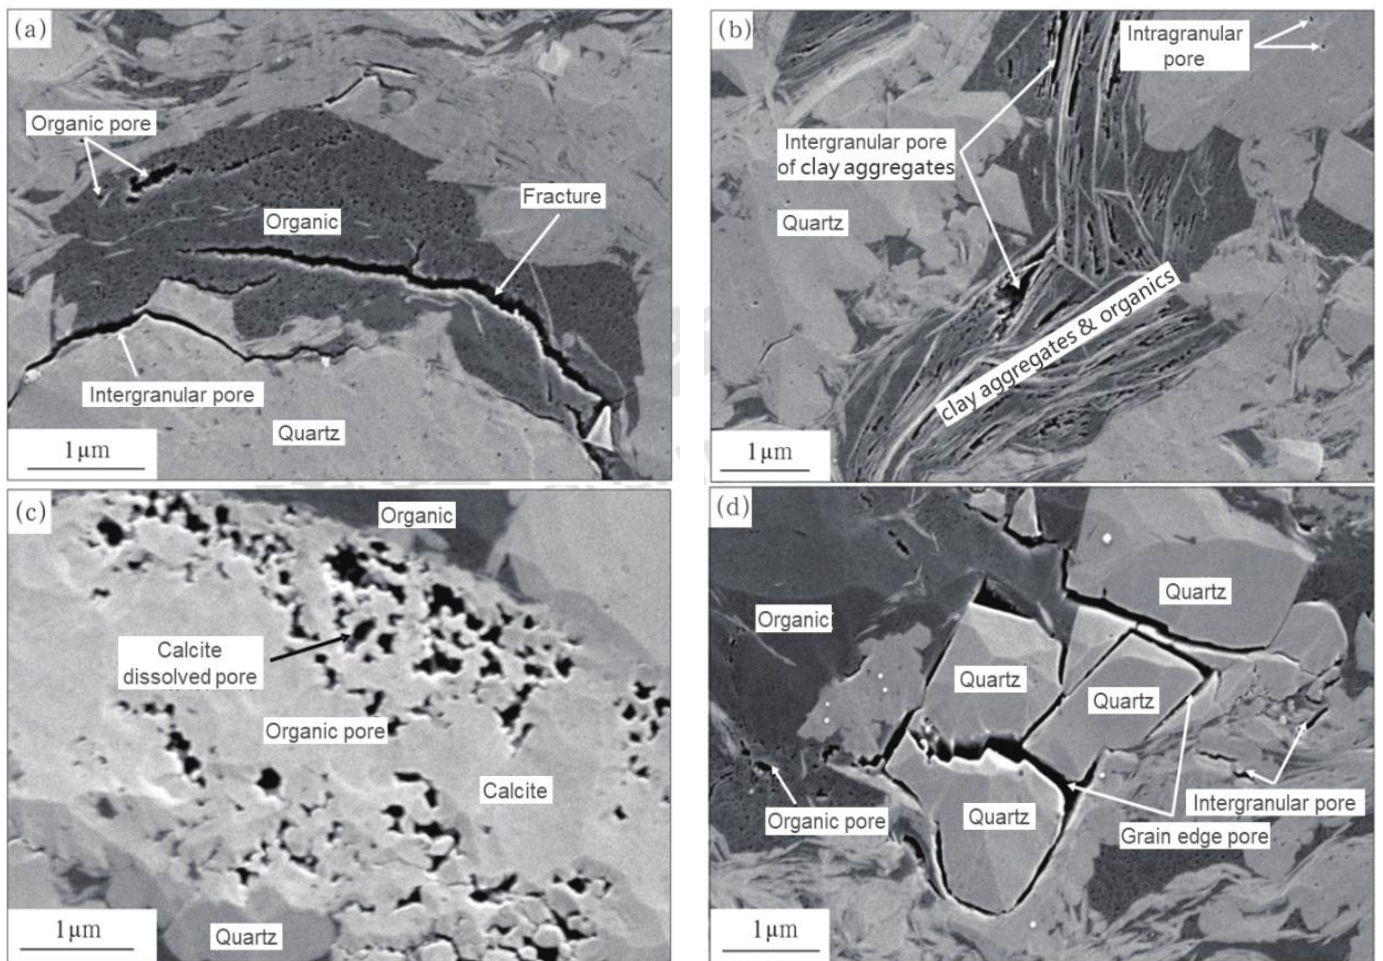 (a)
Organic pore
Organic
Fracture
Intergranular pore
Quartz
1μm
(b)
Intragranular
pore
Intergranular pore
of clay aggregates
Quartz
clay aggregates & organics
1μm
(c)
Organic
Calcite
dissolved pore
Organic pore
Calcite
Quartz
1μm
(d)
Quartz
Organic
Quartz
Quartz
Organic pore
Quartz
Intergranular pore
Grain edge pore
1μm